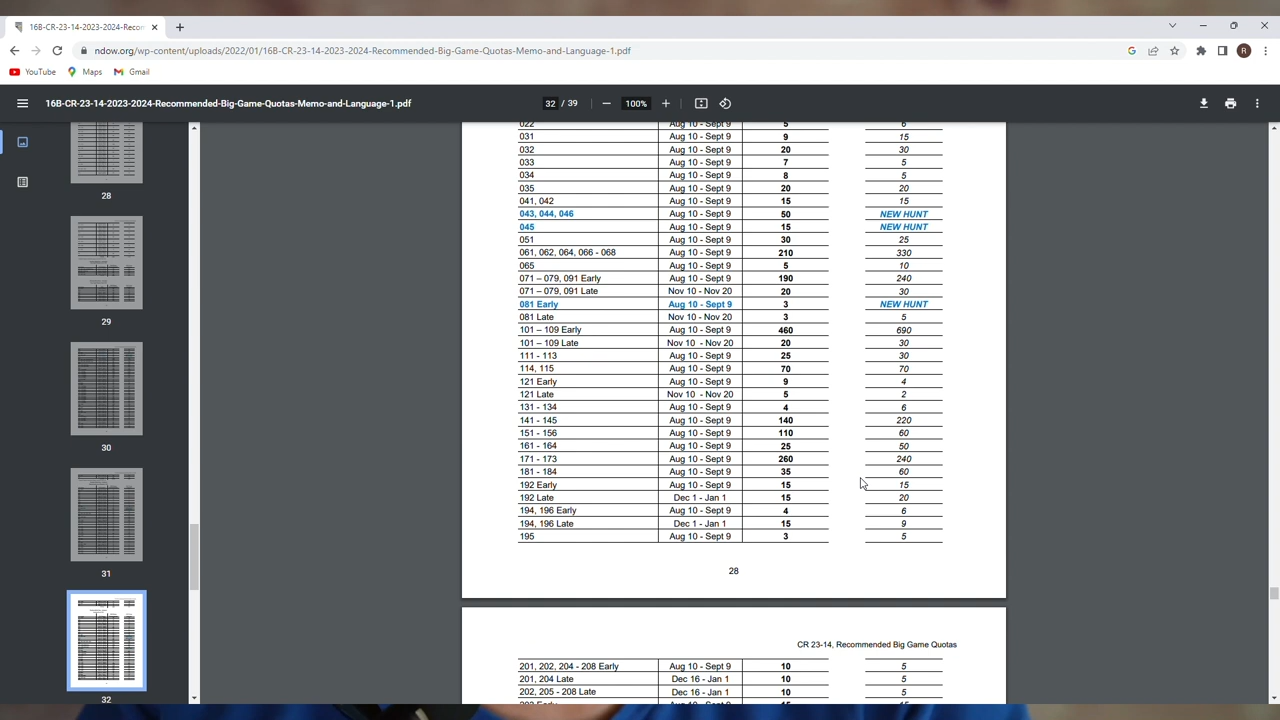 16B-CR-23-14-2023-2024-Recom
ndow.org/wp-content/uploads/2022/01/16B-CR-23-14-2023-2024-Recommended-Big-Game-Quotas-Memo-and-Language-1.pdf
G
R
YouTube Maps Gmail
16B-CR-23-14-2023-2024-Recommended-Big-Game-Quotas-Memo-and-Language-1.pdf 32 / 39 100%
28
29
30
31
32
022 Aug 10 - Sept 9 5 6
031 Aug 10 - Sept 9 9 15
032 Aug 10 - Sept 9 20 30
033 Aug 10 - Sept 9 7 5
034 Aug 10 - Sept 9 8 5
035 Aug 10 - Sept 9 20 20
041, 042 Aug 10 - Sept 9 15 15
043, 044, 046 Aug 10 - Sept 9 50 NEW HUNT
045 Aug 10 - Sept 9 15 NEW HUNT
051 Aug 10 - Sept 9 30 25
061, 062, 064, 066 - 068 Aug 10 - Sept 9 210 330
065 Aug 10 - Sept 9 5 10
071 – 079, 091 Early Aug 10 - Sept 9 190 240
071 – 079, 091 Late Nov 10 - Nov 20 20 30
081 Early Aug 10 - Sept 9 3 NEW HUNT
081 Late Nov 10 - Nov 20 3 5
101 – 109 Early Aug 10 - Sept 9 460 690
101 – 109 Late Nov 10 - Nov 20 20 30
111 - 113 Aug 10 - Sept 9 25 30
114, 115 Aug 10 - Sept 9 70 70
121 Early Aug 10 - Sept 9 9 4
121 Late Nov 10 - Nov 20 5 2
131 - 134 Aug 10 - Sept 9 4 6
141 - 145 Aug 10 - Sept 9 140 220
151 - 156 Aug 10 - Sept 9 110 60
161 - 164 Aug 10 - Sept 9 25 50
171 - 173 Aug 10 - Sept 9 260 240
181 - 184 Aug 10 - Sept 9 35 60
192 Early Aug 10 - Sept 9 15 15
192 Late Dec 1 - Jan 1 15 20
194, 196 Early Aug 10 - Sept 9 4 6
194, 196 Late Dec 1 - Jan 1 15 9
195 Aug 10 - Sept 9 3 5
28
CR 23-14, Recommended Big Game Quotas
201, 202, 204 - 208 Early Aug 10 - Sept 9 10 5
201, 204 Late Dec 16 - Jan 1 10 5
202, 205 - 208 Late Dec 16 - Jan 1 10 5